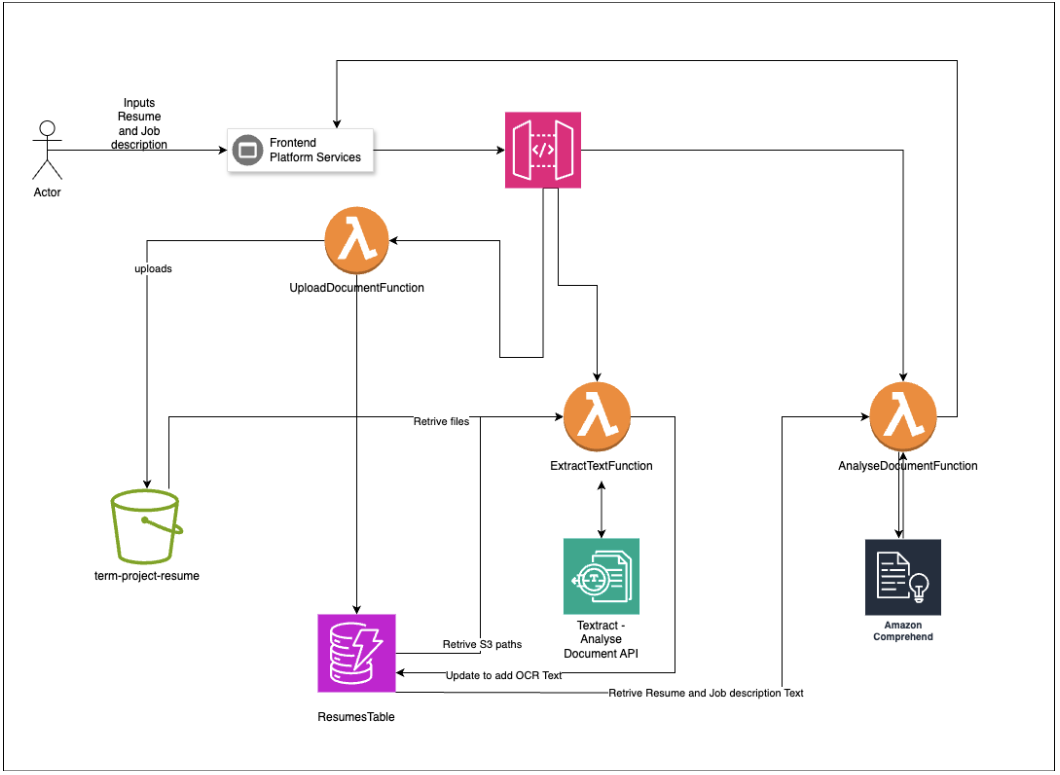 Inputs
Resume
and Job
description
Frontend
Platform Services
</>
Actor
uploads
UploadDocumentFunction
Retrive files
ExtractTextFunction
AnalyseDocumentFunction
term-project-resume
Textract -
Analyse
Document API
Amazon
Comprehend
Retrive S3 paths
Update to add OCR Text
Retrive Resume and Job description Text
ResumesTable